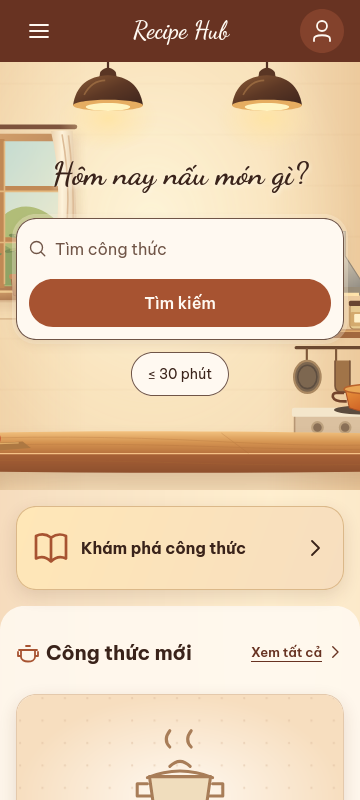 Recipe Hub
Hôm nay nấu món gì?
Tìm công thức
Tìm kiếm
≤ 30 phút
Khám phá công thức
Công thức mới
Xem tất cả